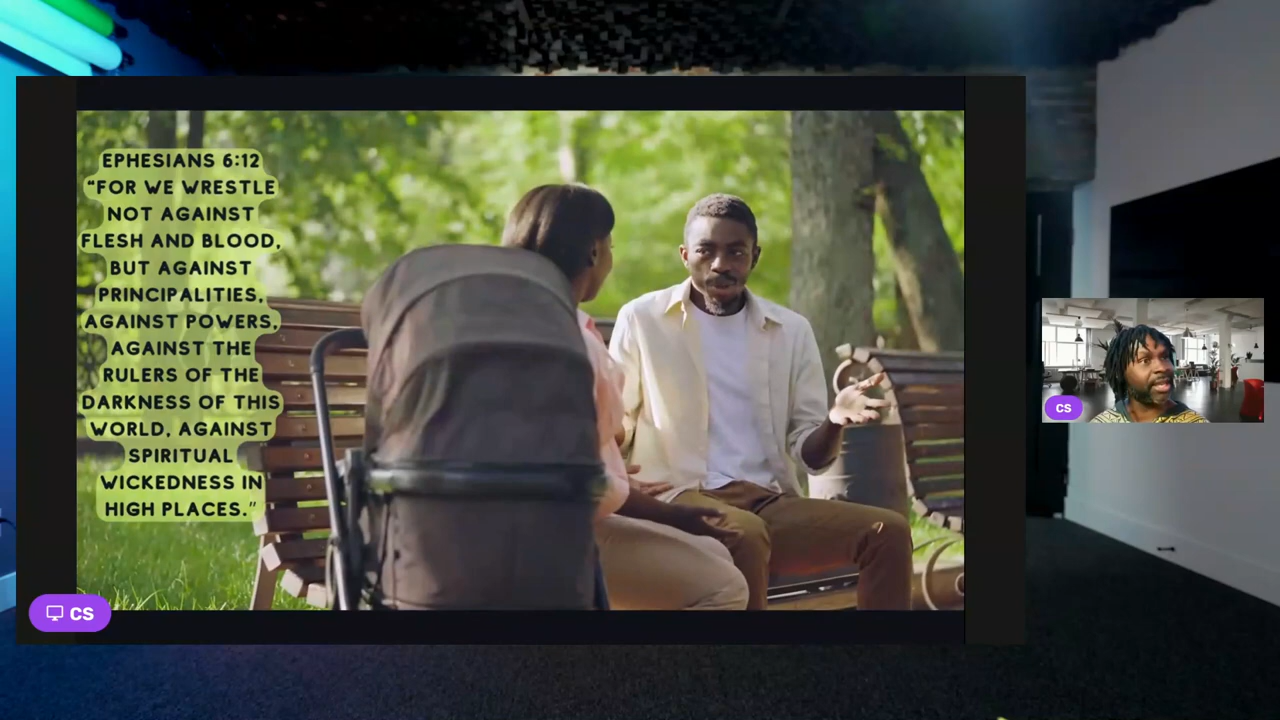 EPHESIANS 6:12
“FOR WE WRESTLE
NOT AGAINST
FLESH AND BLOOD,
BUT AGAINST
PRINCIPALITIES,
AGAINST POWERS,
AGAINST THE
RULERS OF THE
DARKNESS OF THIS
WORLD, AGAINST
SPIRITUAL
WICKEDNESS IN
HIGH PLACES.”
CS
CS